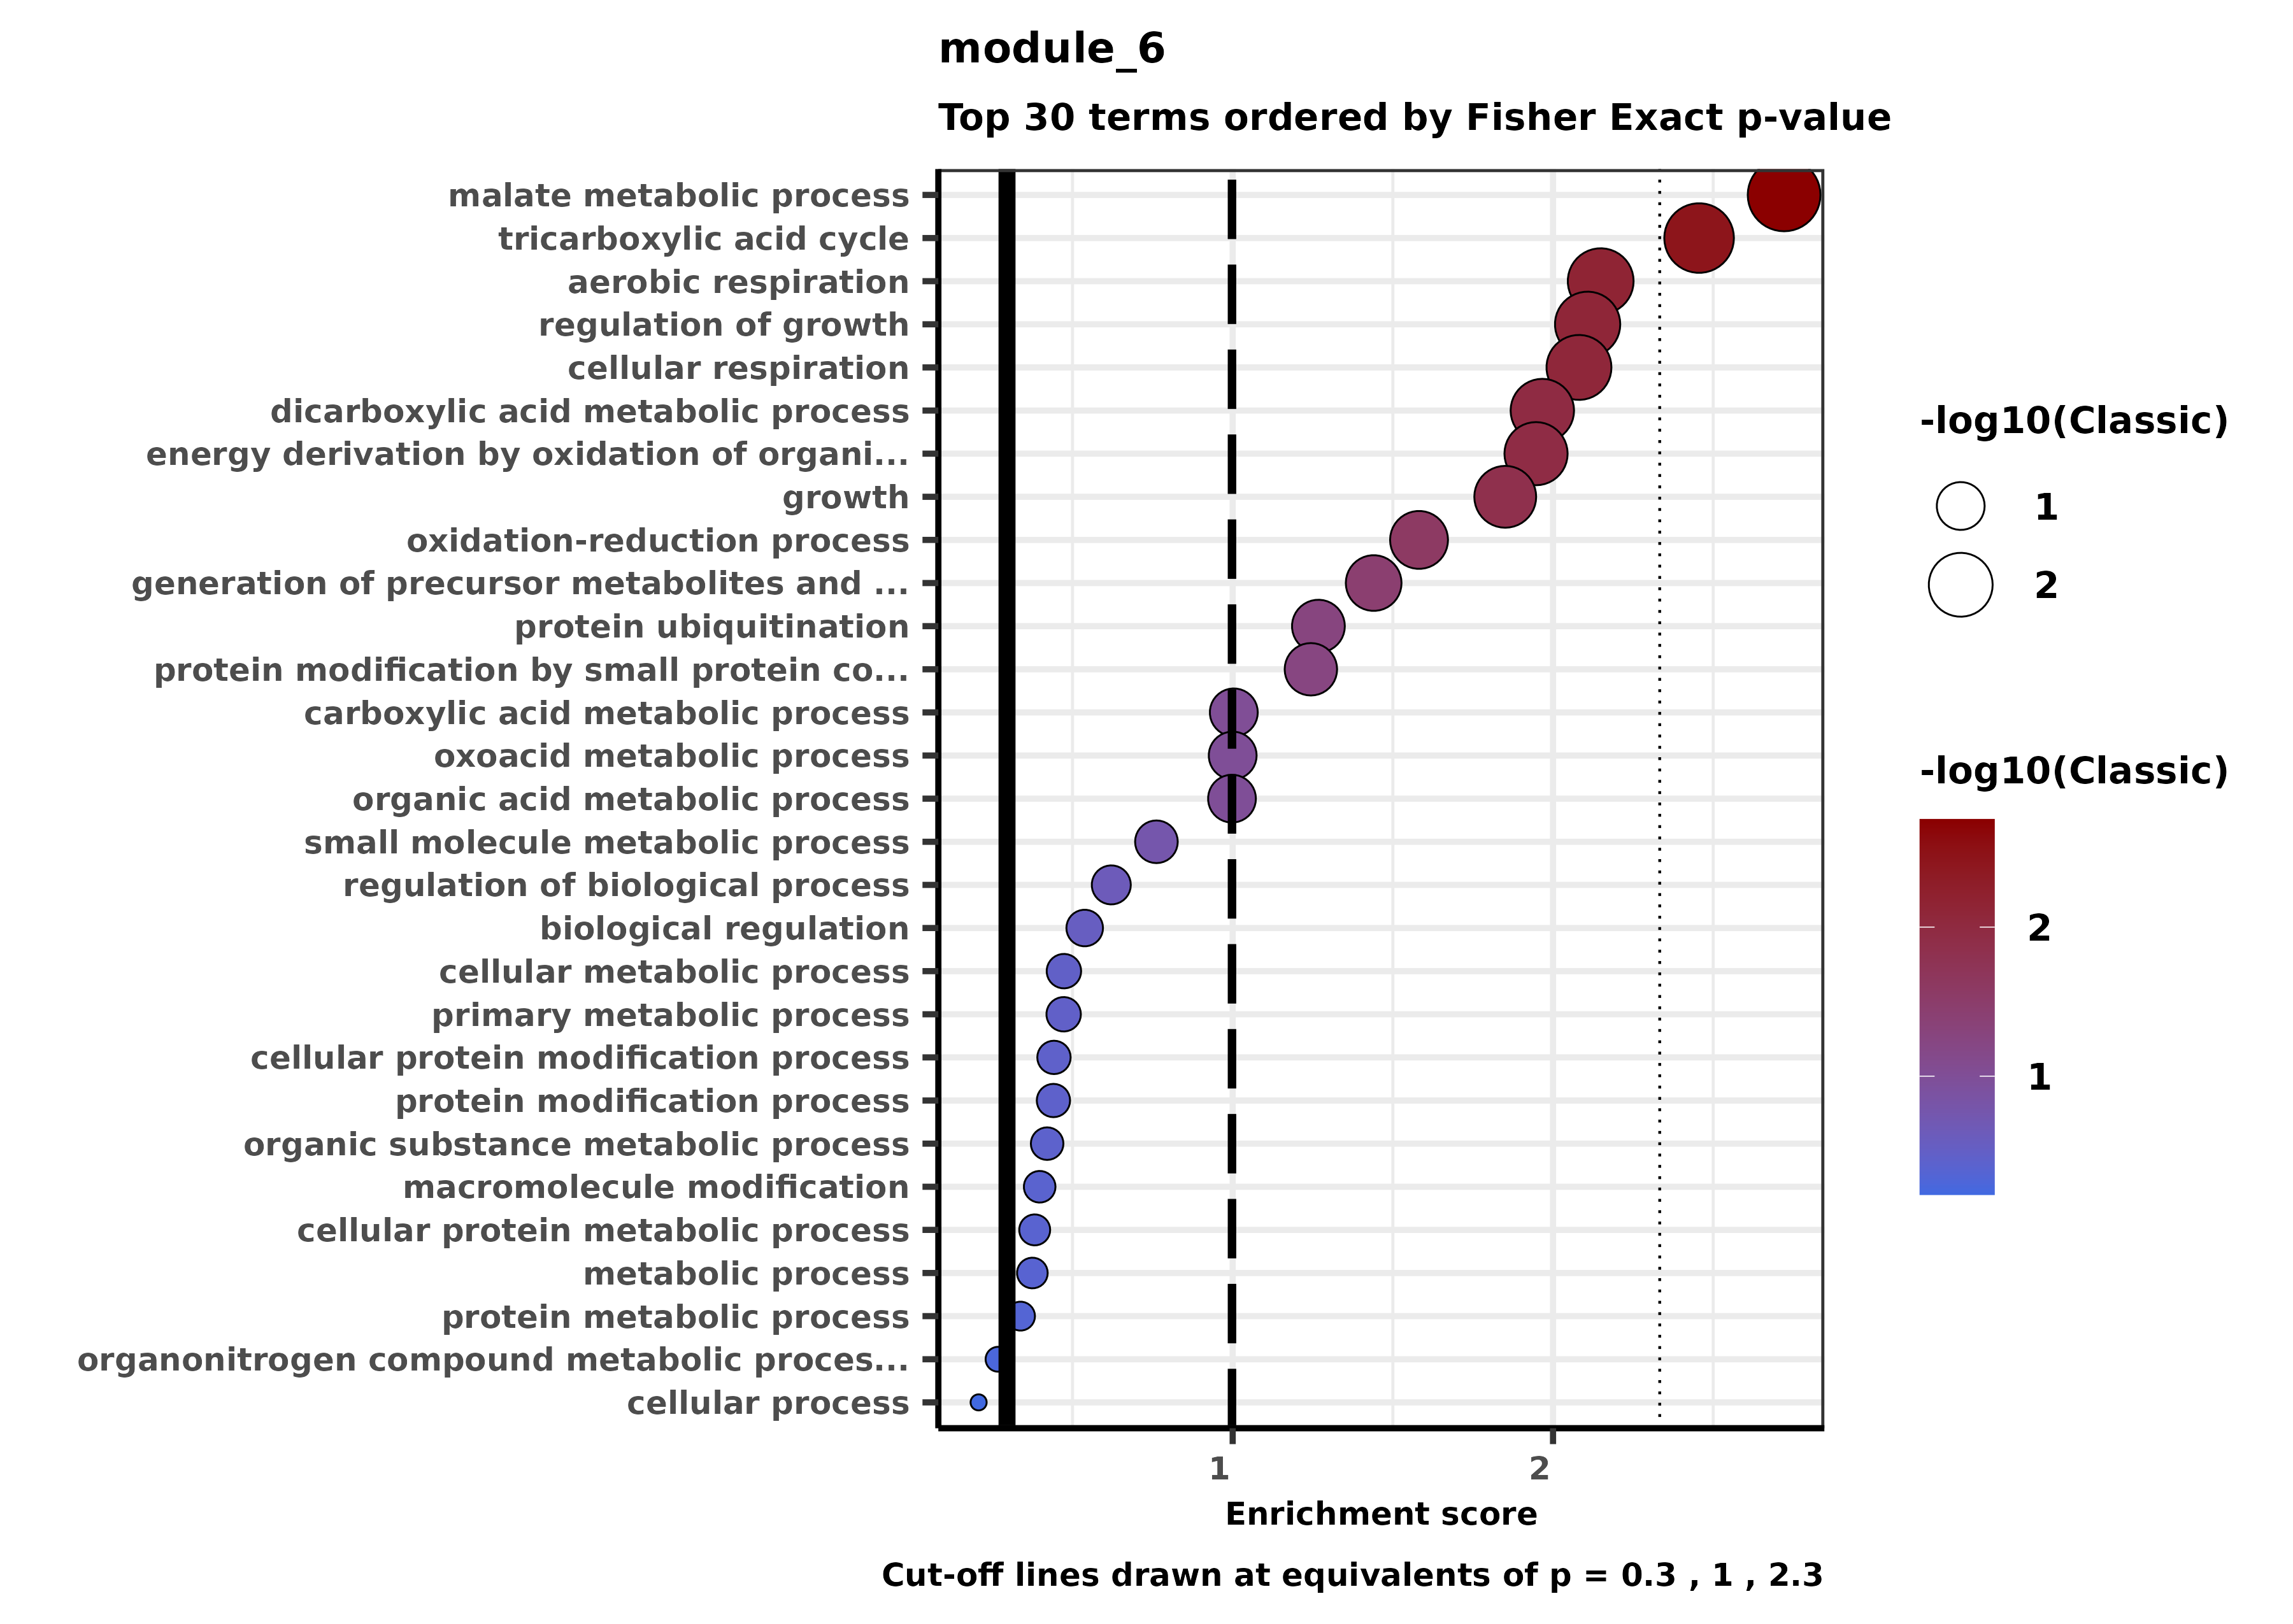 module_6
Top 30 terms ordered by Fisher Exact p-value
malate metabolic process
tricarboxylic acid cycle
aerobic respiration
regulation of growth
cellular respiration
dicarboxylic acid metabolic process
energy derivation by oxidation of organi...
growth
oxidation-reduction process
generation of precursor metabolites and ...
protein ubiquitination
protein modification by small protein co...
carboxylic acid metabolic process
oxoacid metabolic process
organic acid metabolic process
small molecule metabolic process
regulation of biological process
biological regulation
cellular metabolic process
primary metabolic process
cellular protein modification process
protein modification process
organic substance metabolic process
macromolecule modification
cellular protein metabolic process
metabolic process
protein metabolic process
organonitrogen compound metabolic proces...
cellular process
1 2
Enrichment score
Cut-off lines drawn at equivalents of p = 0.3 , 1 , 2.3
-log10(Classic)
1
2
-log10(Classic)
2
1